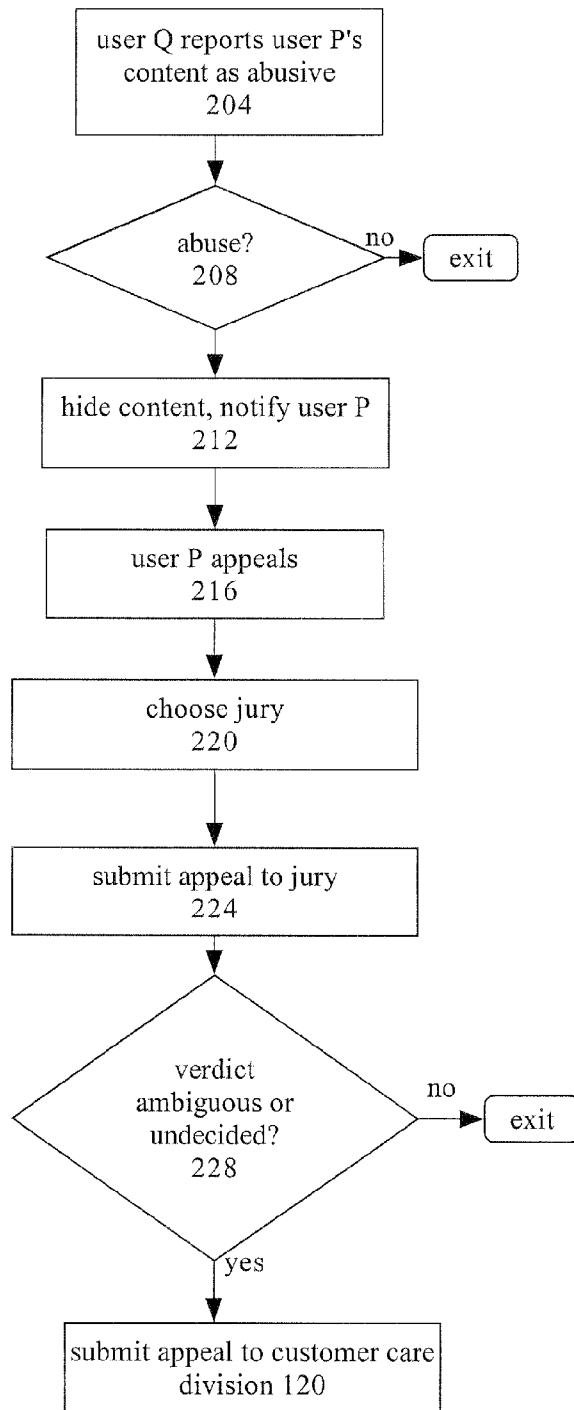 user Q reports user P's
content as abusive
204
abuse?
208
no
exit
hide content, notify user P
212
user P appeals
216
choose jury
220
submit appeal to jury
224
verdict
ambiguous or
undecided?
228
no
exit
yes
submit appeal to customer care
division 120